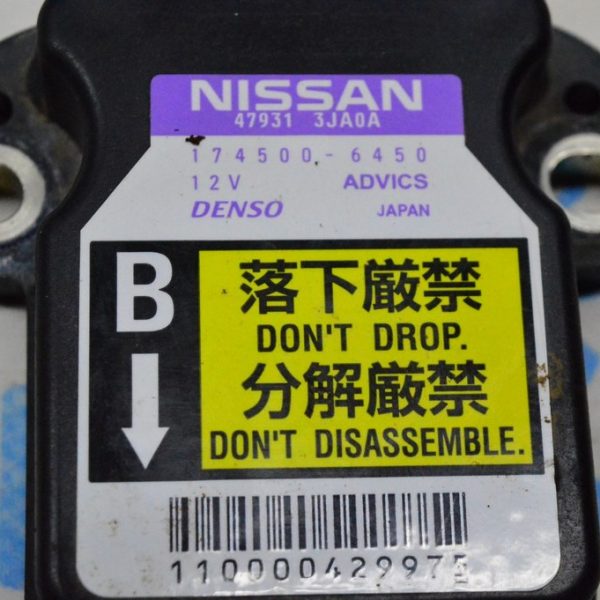 NISSAN
47931 3JA0A
174500-6450
12V ADVICS
DENSO JAPAN
B
落下厳禁
DON'T DROP.
分解厳禁
DON'T DISASSEMBLE.
110000429975